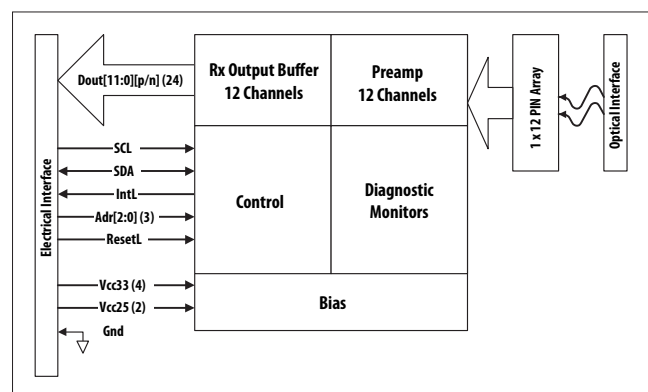 Electrical Interface
Dout[11:0][p/n] (24)
Rx Output Buffer
12 Channels
Preamp
12 Channels
1 x 12 PIN Array
Optical Interface
SCL
SDA
IntL
Adr[2:0] (3)
ResetL
Control
Diagnostic
Monitors
Vcc33 (4)
Vcc25 (2)
Gnd
Bias